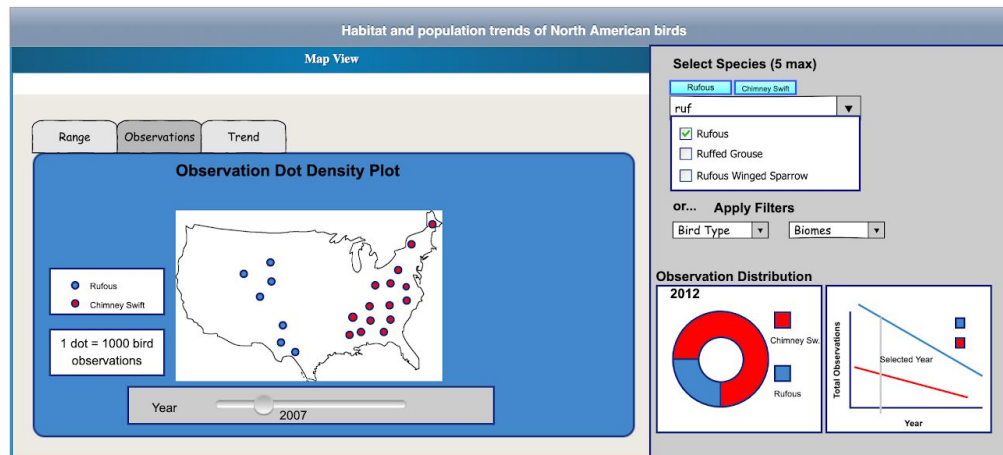 Habitat and population trends of North American birds
Map View
Range
Observations
Trend
Observation Dot Density Plot
Rufous
Chimney Swift
1 dot = 1000 bird
observations
Year
2007
Select Species (5 max)
Rufous
Chimney Swift
ruf
Rufous
Ruffed Grouse
Rufous Winged Sparrow
or... Apply Filters
Bird Type
Biomes
Observation Distribution
2012
Chimney Sw.
Rufous
Total Observations
Selected Year
Year